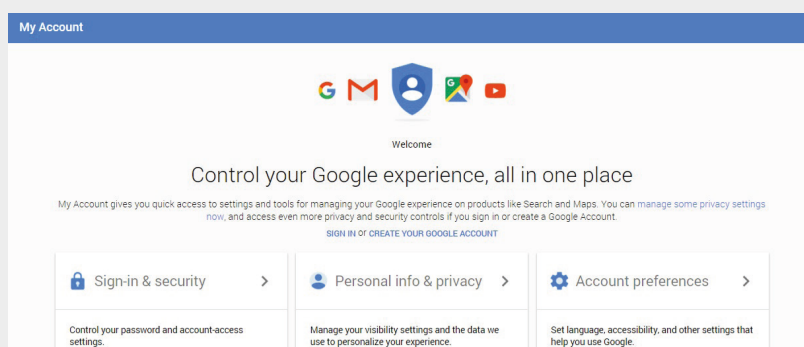 My Account
Welcome
Control your Google experience, all in one place
My Account gives you quick access to settings and tools for managing your Google experience on products like Search and Maps. You can manage some privacy settings
now, and access even more privacy and security controls if you sign in or create a Google Account.
SIGN IN or CREATE YOUR GOOGLE ACCOUNT
Sign-in & security
Personal info & privacy
Account preferences
Control your password and account-access
settings.
Manage your visibility settings and the data we
use to personalize your experience.
Set language, accessibility, and other settings that
help you use Google.